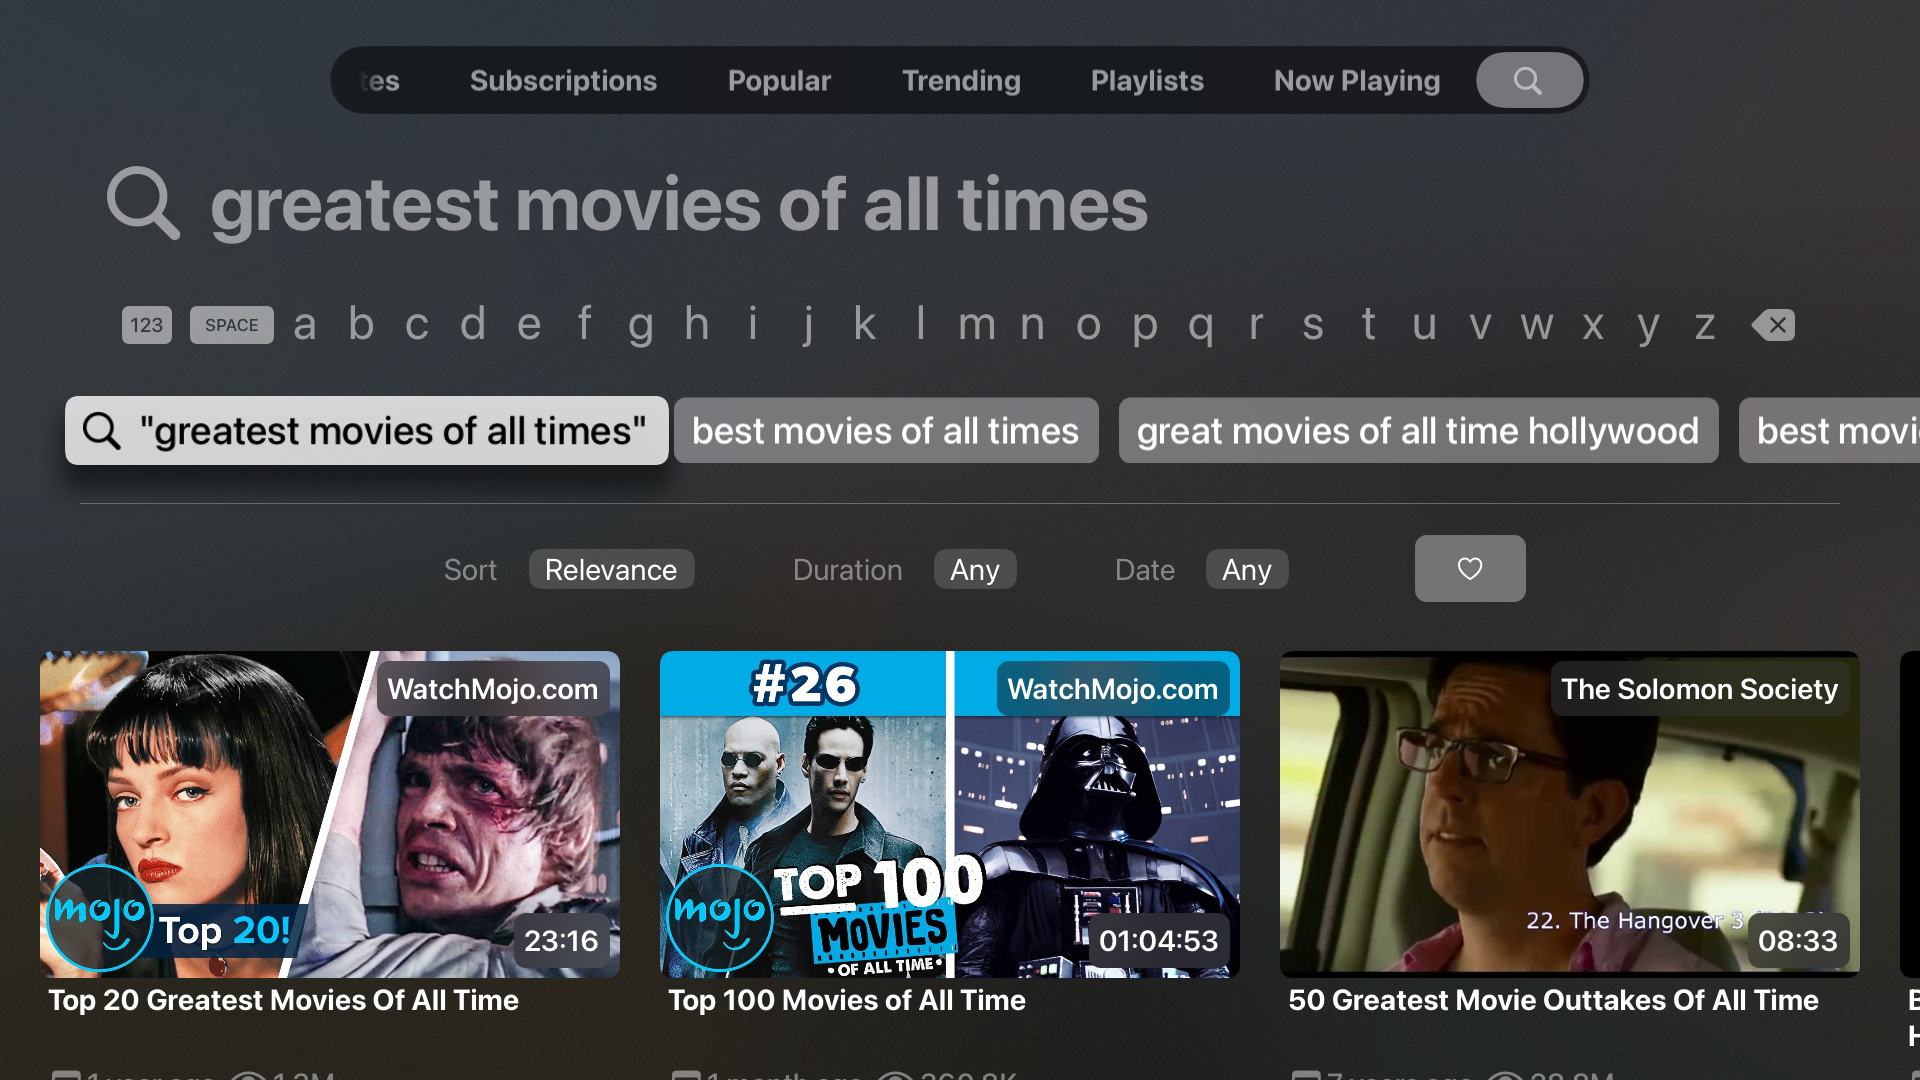 Subscriptions Popular Trending Playlists Now Playing
greatest movies of all times
123 SPACE a b c d e f g h i j k l m n o p q r s t u v w x y z
"greatest movies of all times" best movies of all times great movies of all time hollywood best
Sort Relevance Duration Any Date Any
WatchMojo.com
mojo
Top 20!
23:16
#26
WatchMojo.com
mojo
TOP 100
MOVIES
•OF ALL TIME•
01:04:53
The Solomon Society
22. The Hangover 3
08:33
Top 20 Greatest Movies Of All Time
Top 100 Movies of All Time
50 Greatest Movie Outtakes Of All Time